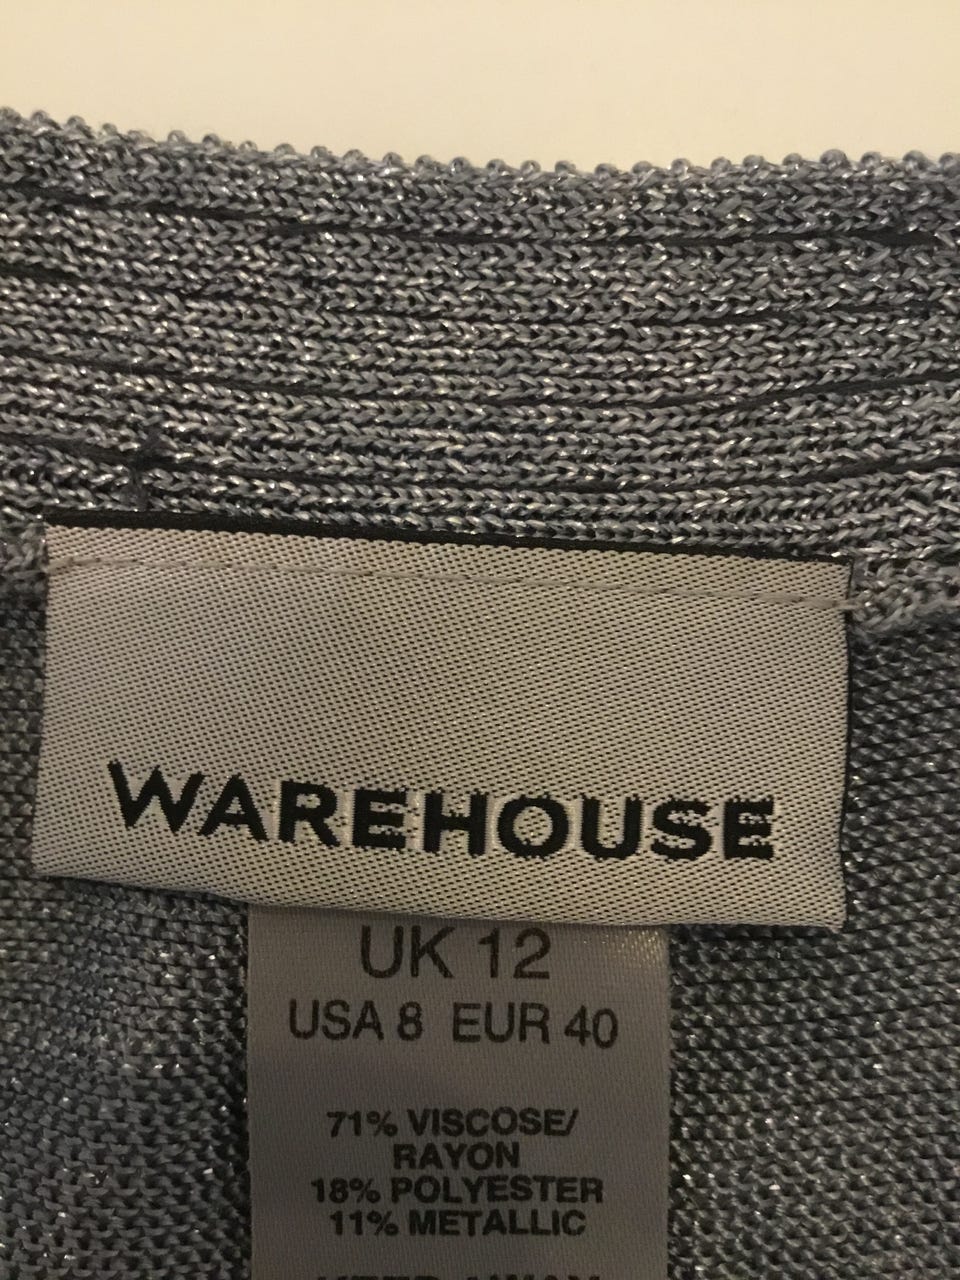 WAREHOUSE
UK 12
USA 8 EUR 40
71% VISCOSE/
RAYON
18% POLYESTER
11% METALLIC